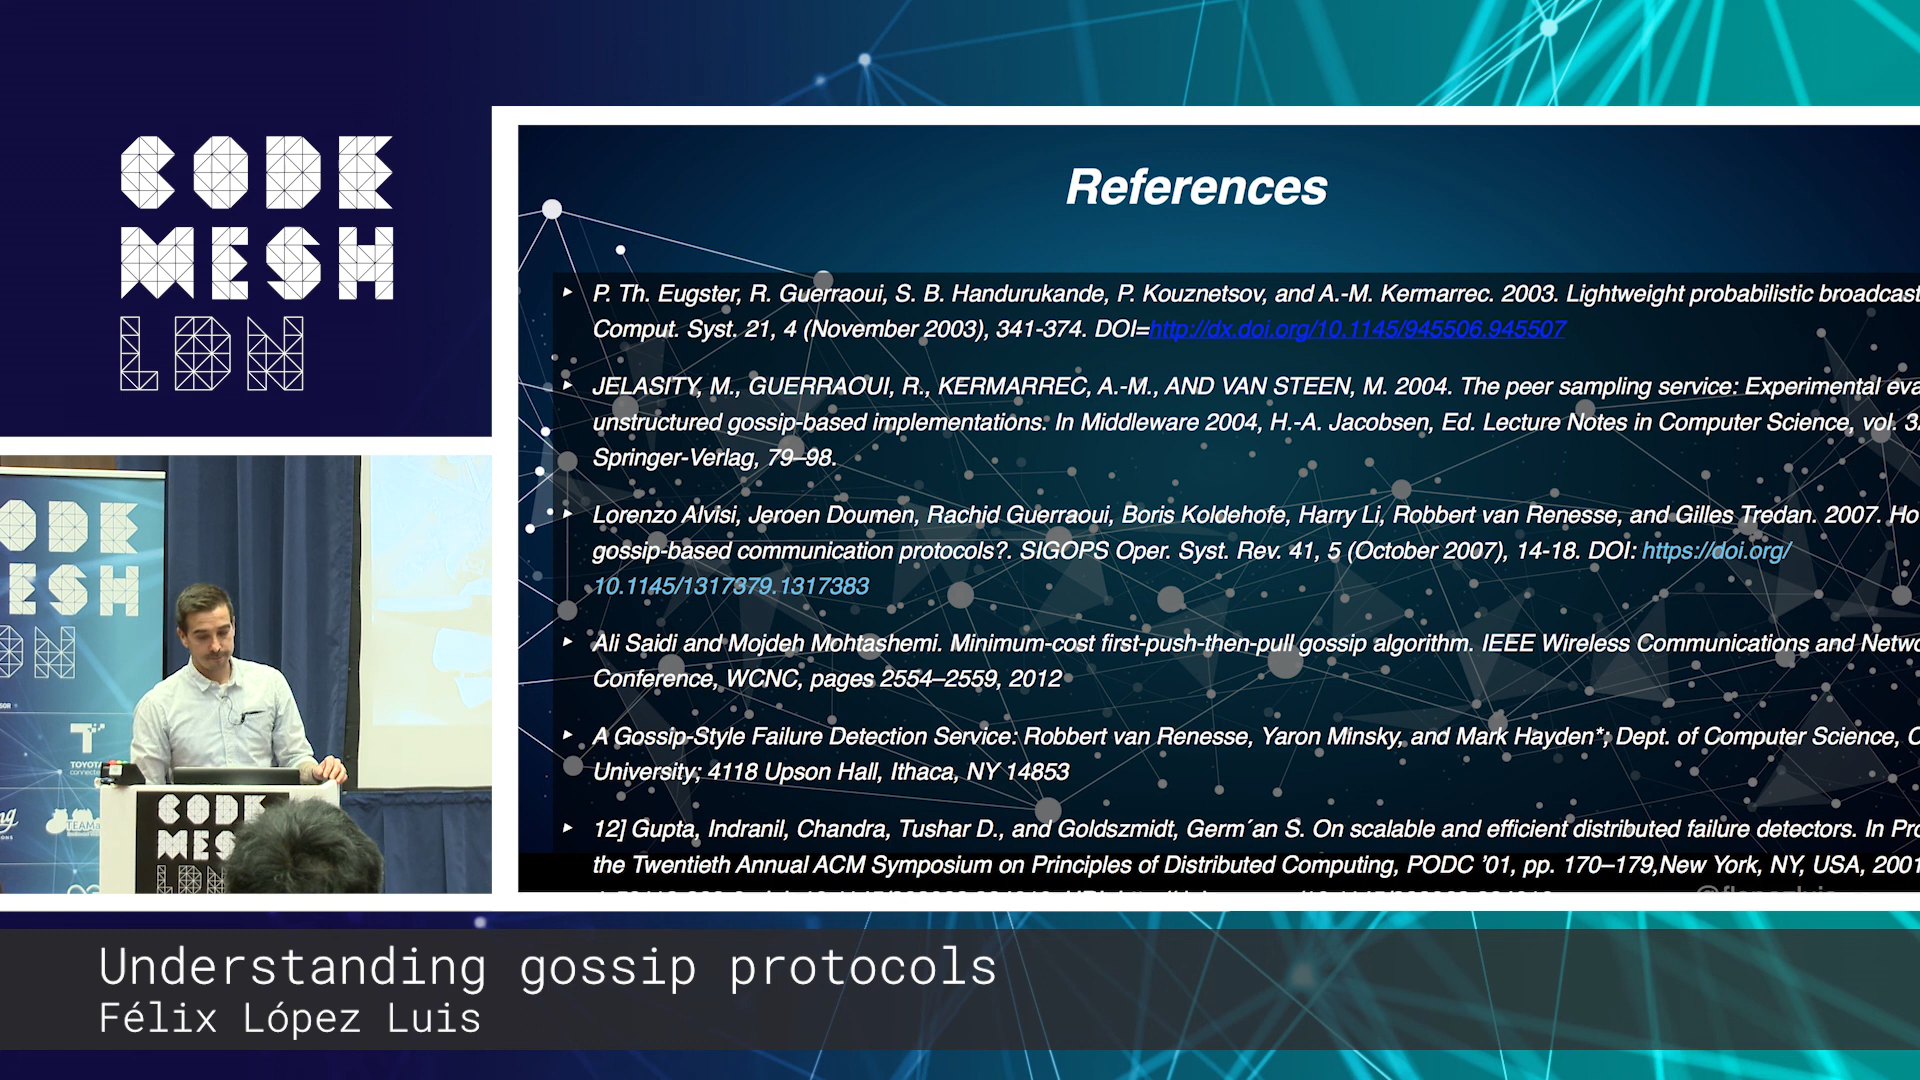 CODE
MESH
LDN
References
‣ P. Th. Eugster, R. Guerraoui, S. B. Handurukande, P. Kouznetsov, and A.-M. Kermarrec. 2003. Lightweight probabilistic broadcast
Comput. Syst. 21, 4 (November 2003), 341-374. DOI=http://dx.doi.org/10.1145/945506.945507
‣ JELASITY, M., GUERRAOUI, R., KERMARREC, A.-M., AND VAN STEEN, M. 2004. The peer sampling service: Experimental eva
unstructured gossip-based implementations. In Middleware 2004, H.-A. Jacobsen, Ed. Lecture Notes in Computer Science, vol. 3
Springer-Verlag, 79–98.
‣ Lorenzo Alvisi, Jeroen Doumen, Rachid Guerraoui, Boris Koldehofe, Harry Li, Robbert van Renesse, and Gilles Tredan. 2007. Ho
gossip-based communication protocols?. SIGOPS Oper. Syst. Rev. 41, 5 (October 2007), 14-18. DOI: https://doi.org/
10.1145/1317379.1317383
‣ Ali Saidi and Mojdeh Mohtashemi. Minimum-cost first-push-then-pull gossip algorithm. IEEE Wireless Communications and Netwo
Conference, WCNC, pages 2554–2559, 2012
‣ A Gossip-Style Failure Detection Service: Robbert van Renesse, Yaron Minsky, and Mark Hayden*, Dept. of Computer Science, C
University; 4118 Upson Hall, Ithaca, NY 14853
‣ 12] Gupta, Indranil, Chandra, Tushar D., and Goldszmidt, Germ´an S. On scalable and efficient distributed failure detectors. In Pro
the Twentieth Annual ACM Symposium on Principles of Distributed Computing, PODC '01, pp. 170–179,New York, NY, USA, 2001
ODE
ESH
DN
TOYOTA
TEAM
CODE
MES
LDN
Understanding gossip protocols
Félix López Luis